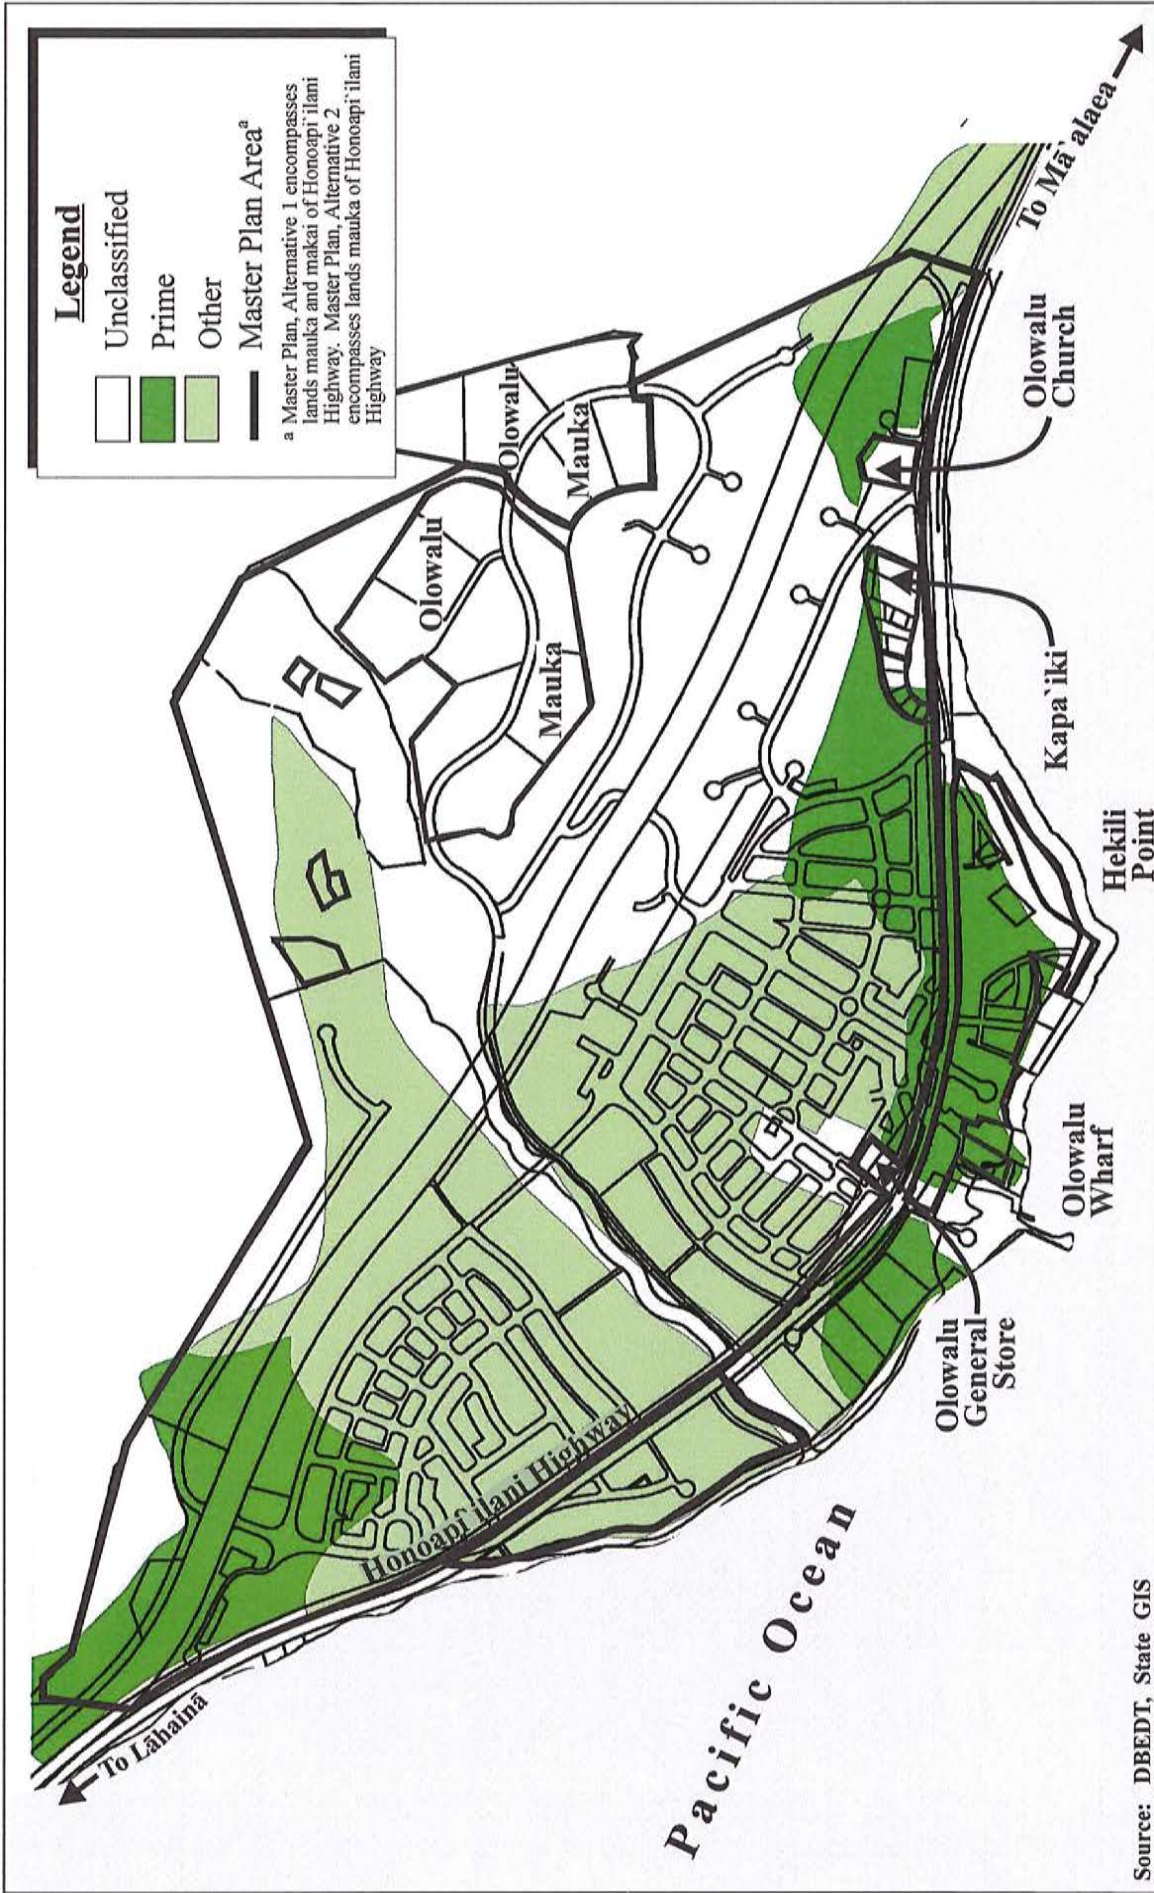 Legend
Unclassified
Prime
Other
Master Plan Areaª
a Master Plan, Alternative 1 encompasses
lands mauka and makai of Honoapi`ilani
Highway. Master Plan, Alternative 2
encompasses lands mauka of Honoapi`ilani
Highway
Olowalu
Mauka
Olowalu
Mauka
To Lāhainā
Honoapi`ilani Highway
Pacific Ocean
Olowalu
General
Store
Olowalu
Wharf
Hekili
Point
Kapa`iki
Olowalu
Church
To Mā`alaea
Source: DBEDT, State GIS